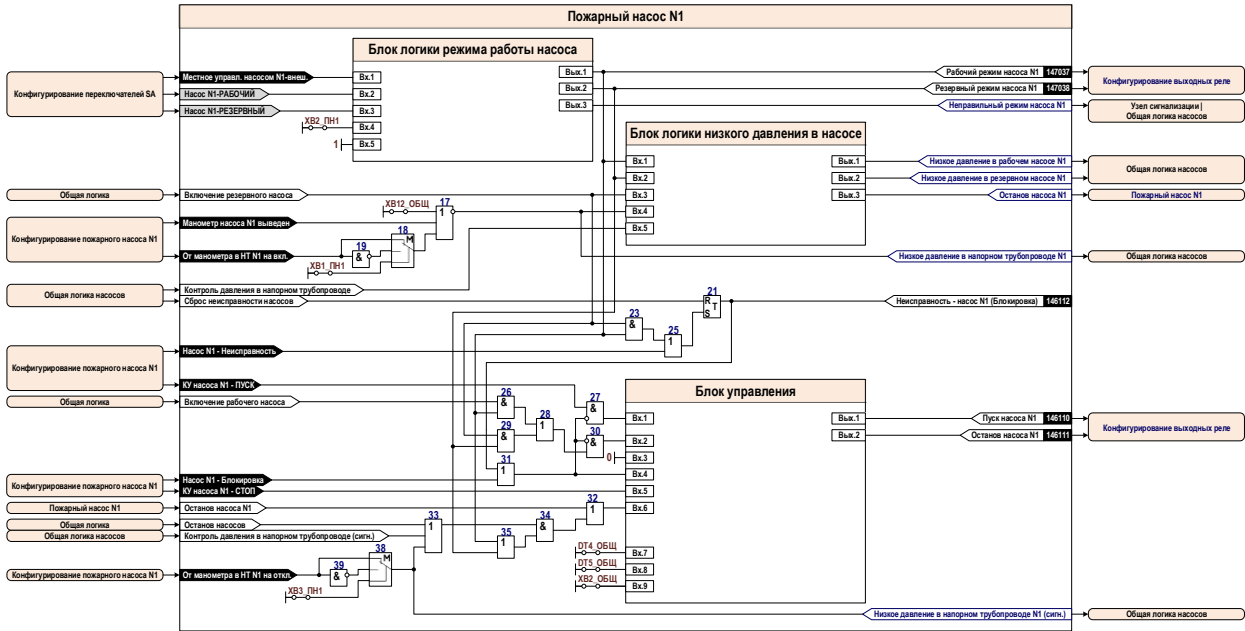 Пожарный насос N1
Блок логики режима работы насоса
Конфигурирование переключателей SA
Местное управл. насосом N1-внеш.
Насос N1-РАБОЧИЙ
Насос N1-РЕЗЕРВНЫЙ
XB2_ПН1
1
Вх.1
Вх.2
Вх.3
Вх.4
Вх.5
Вых.1
Вых.2
Вых.3
Рабочий режим насоса N1 147037
Резервный режим насоса N1 147038
Неправильный режим насоса N1
Конфигурирование выходных реле
Узел сигнализации |
Общая логика насосов
Блок логики низкого давления в насосе
Вх.1
Вх.2
Вх.3
Вх.4
Вх.5
Вых.1
Вых.2
Вых.3
Низкое давление в рабочем насосе N1
Низкое давление в резервном насосе N1
Останов насоса N1
Общая логика насосов
Пожарный насос N1
Общая логика
Включение резервного насоса
XB12_ОБЩ
17
1
Конфигурирование пожарного насоса N1
Манометр насоса N1 выведен
От манометра в НТ N1 на вкл.
18
M
19
&
XB1_ПН1
Низкое давление в напорном трубопроводе N1
Общая логика насосов
Общая логика насосов
Контроль давления в напорном трубопроводе
Сброс неисправности насосов
21
R
T
S
Неисправность - насос N1 (Блокировка) 146112
23
&
25
1
Конфигурирование пожарного насоса N1
Насос N1 - Неисправность
КУ насоса N1 - ПУСК
Общая логика
Включение рабочего насоса
26
&
27
&
28
1
29
&
30
&
31
1
0
Блок управления
Вх.1
Вх.2
Вх.3
Вх.4
Вх.5
Вх.6
Вх.7
Вх.8
Вх.9
Вых.1
Вых.2
Пуск насоса N1 146110
Останов насоса N1 146111
Конфигурирование выходных реле
Конфигурирование пожарного насоса N1
Насос N1 - Блокировка
КУ насоса N1 - СТОП
Пожарный насос N1
Останов насоса N1
Общая логика
Останов насосов
Общая логика насосов
Контроль давления в напорном трубопроводе (сигн.)
32
1
33
1
34
&
35
1
DT4_ОБЩ
DT5_ОБЩ
XB2_ОБЩ
Конфигурирование пожарного насоса N1
От манометра в НТ N1 на откл.
38
M
39
&
XB3_ПН1
Низкое давление в напорном трубопроводе N1 (сигн.)
Общая логика насосов